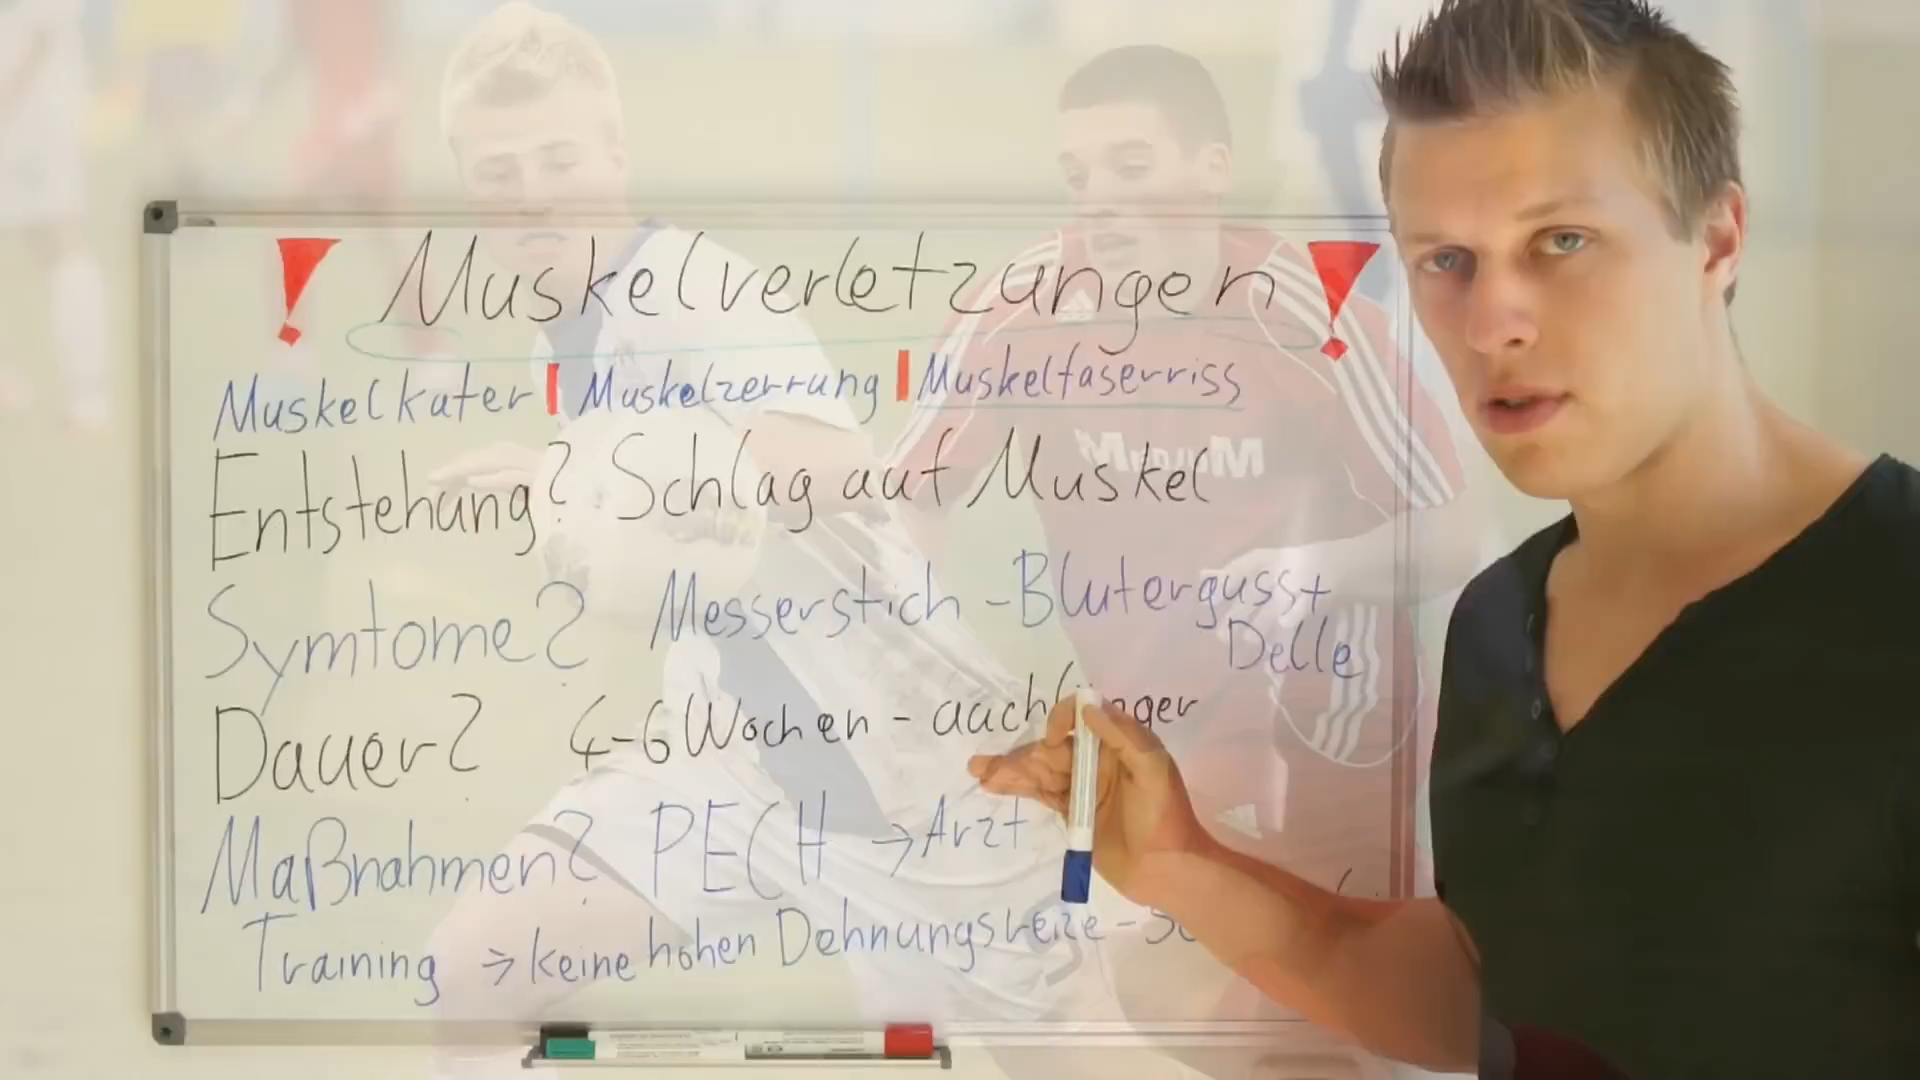 ! Muskelverletzungen !
Muskelkater | Muskelzerrung | Muskelfaserriss
Entstehung? Schlag auf Muskel
Symtome? Messerstich - Bluterguss +
Delle
Dauer? 4-6 Wochen - auch länger
Maßnahmen? PECH → Arzt
Training → keine hohen Dehnungsreize -